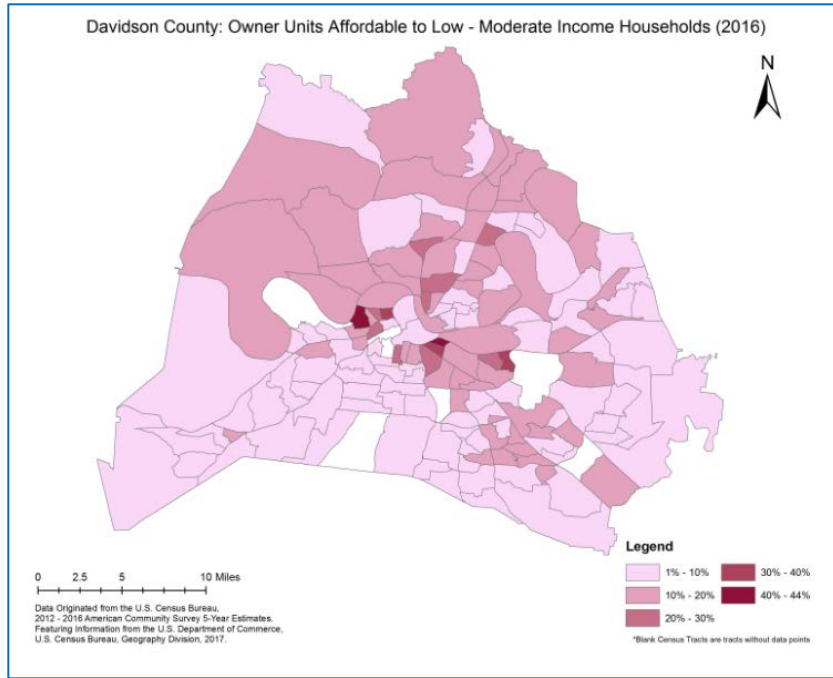 Davidson County: Owner Units Affordable to Low - Moderate Income Households (2016)
N
0 2.5 5 10 Miles
Data Originated from the U.S. Census Bureau,
2012 - 2016 American Community Survey 5-Year Estimates.
Featuring Information from the U.S. Department of Commerce,
U.S. Census Bureau, Geography Division, 2017.
Legend
1% - 10% 30% - 40%
10% - 20% 40% - 44%
20% - 30%
*Blank Census Tracts are tracts without data points